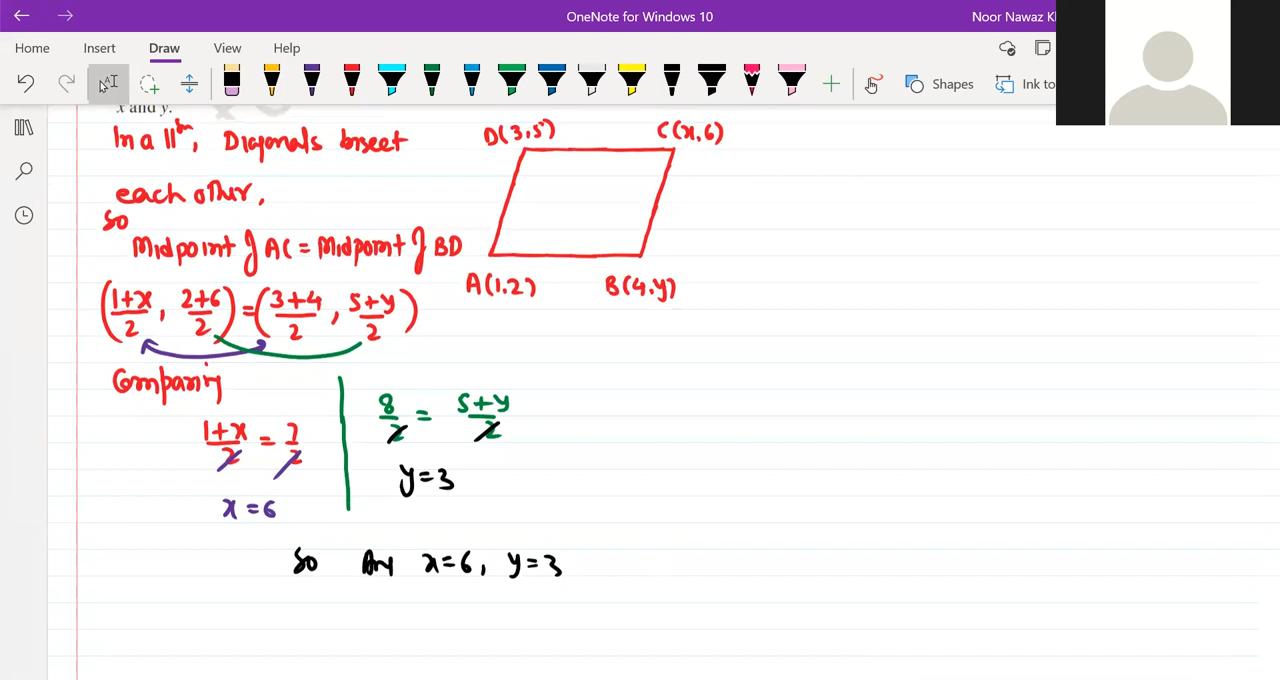 OneNote for Windows 10
Noor Nawaz Kh
Home Insert Draw View Help
Shapes
Ink to
x and y.
In a ||gm, Diagonals bisect
each other,
So
Midpoint of AC = Midpoint of BD
(1+x/2, 2+6/2) = (3+4/2, 5+y/2)
D(3,5) C(x,6)
A(1,2) B(4,y)
Comparing
1+x/2 = 7/2
x = 6
8/2 = 5+y/2
y = 3
So Ans x=6, y=3